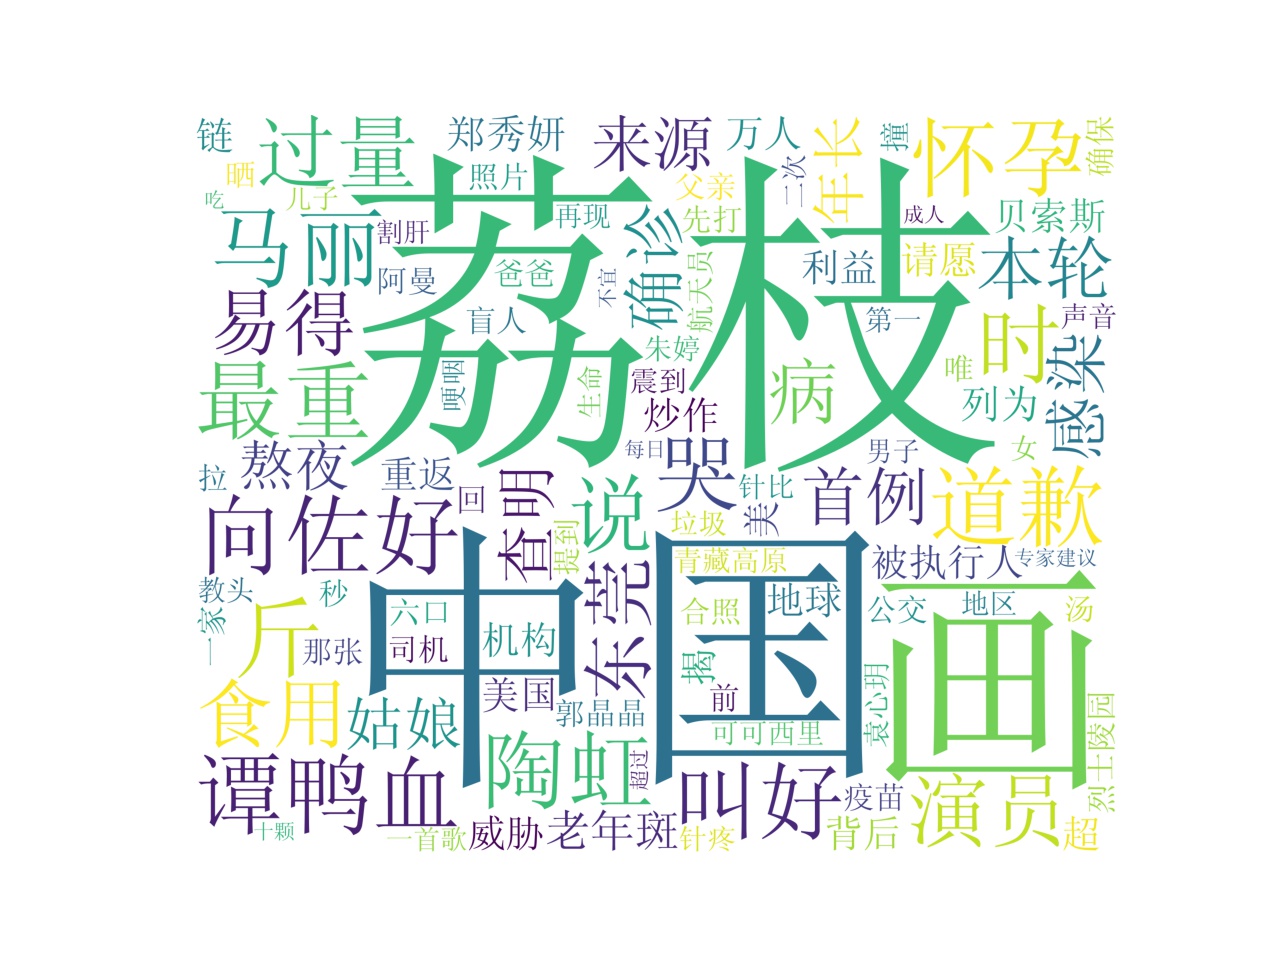 链
过量
郑秀妍
来源
万人
年长
撞
怀孕
确保
晒
吃
儿子
照片
荔枝
再现
父亲
先打
二次
成人
贝索斯
马丽
割肝
确诊
利益
请愿
本轮
阿曼
爸爸
不宜
航天员
易得
盲人
朱婷
第一
时
声音
感染
最重
哽咽
生命
震到
病
唯
列为
炒作
熬夜
每日
哭
男子
女
拉
重返
回
查明
说
针比
首例
道歉
向佐好
提到
垃圾
美
中国
青藏高原
被执行人
专家建议
画
教头
秒
六口
东莞
合照
地球
公交
地区
汤
一家
斤
那张
司机
机构
揭
食用
姑娘
美国
郭晶晶
前
袁心玥
可可西里
烈士陵园
谭鸭血
陶虹
超过
叫好
疫苗
演员
十颗
一首歌
威胁
老年斑
针疼
背后
超